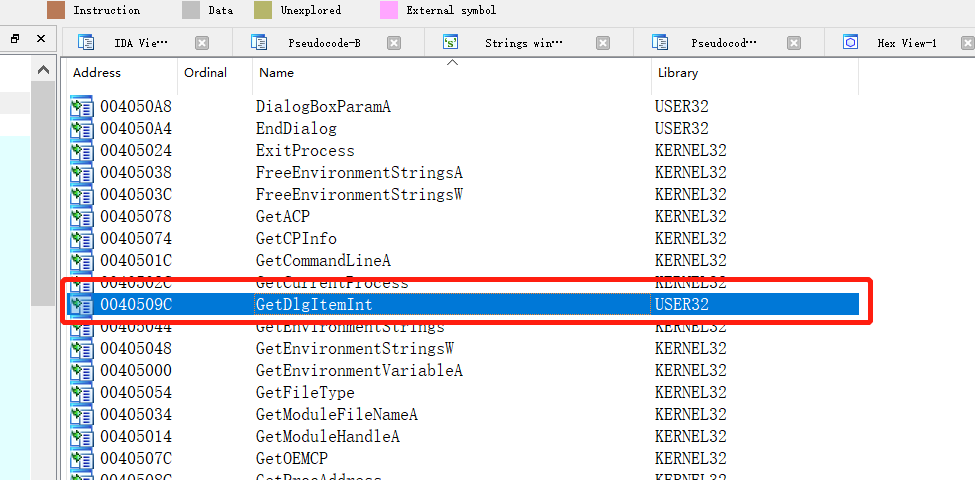 Instruction Data Unexplored External symbol
IDA Vie··· Pseudocode-B Strings win··· Pseudocod··· Hex View-1
Address Ordinal Name Library
004050A8 DialogBoxParamA USER32
004050A4 EndDialog USER32
00405024 ExitProcess KERNEL32
00405038 FreeEnvironmentStringsA KERNEL32
0040503C FreeEnvironmentStringsW KERNEL32
00405078 GetACP KERNEL32
00405074 GetCPInfo KERNEL32
0040501C GetCommandLineA KERNEL32
0040502C GetCurrentProcess KERNEL32
0040509C GetDlgItemInt USER32
00405044 GetEnvironmentStrings KERNEL32
00405048 GetEnvironmentStringsW KERNEL32
00405000 GetEnvironmentVariableA KERNEL32
00405054 GetFileType KERNEL32
00405034 GetModuleFileNameA KERNEL32
00405014 GetModuleHandleA KERNEL32
0040507C GetOEMCP KERNEL32
0040508C GetProcAddress KERNEL32